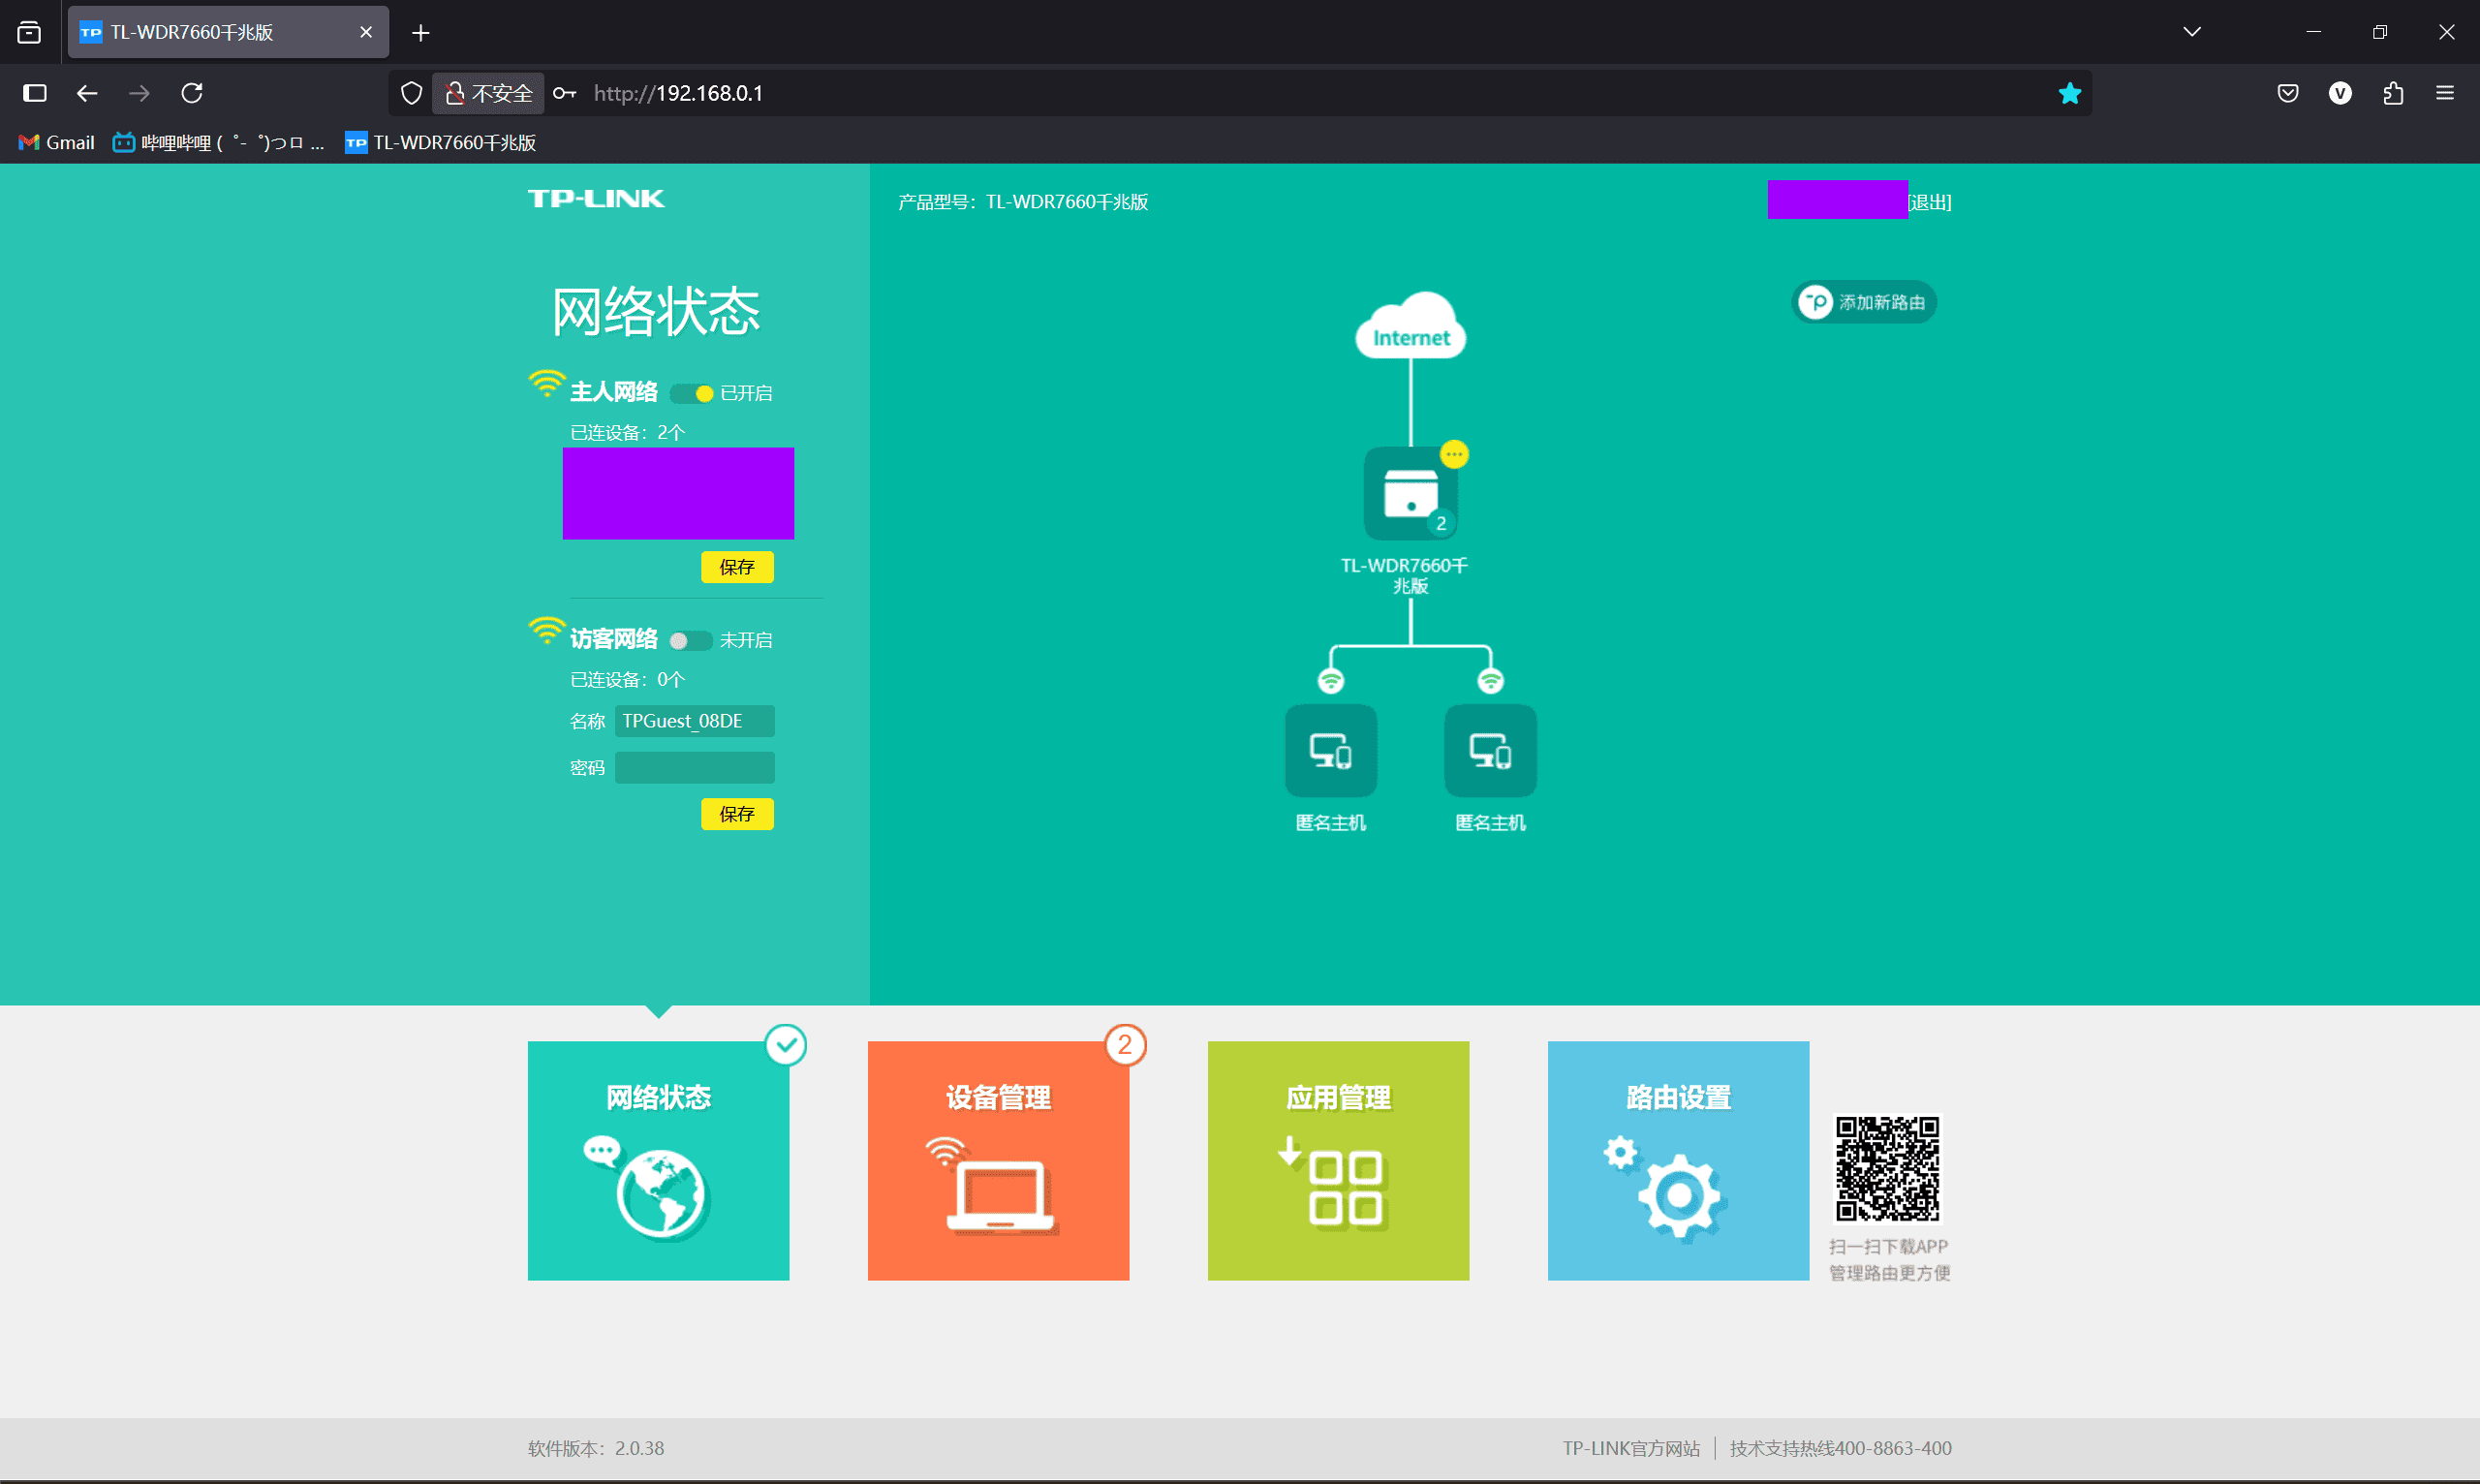 TL-WDR7660千兆版
不安全
http://192.168.0.1
V
Gmail
哔哩哔哩 (゜-゜)つロ ...
TP TL-WDR7660千兆版
TP-LINK
产品型号：TL-WDR7660千兆版
[退出]
网络状态
添加新路由
Internet
主人网络 已开启
已连设备：2个
保存
2
TL-WDR7660千
兆版
访客网络 未开启
已连设备：0个
名称 TPGuest_08DE
密码
保存
匿名主机
匿名主机
网络状态
2
设备管理
应用管理
路由设置
扫一扫下载APP
管理路由更方便
软件版本：2.0.38
TP-LINK官方网站
技术支持热线400-8863-400